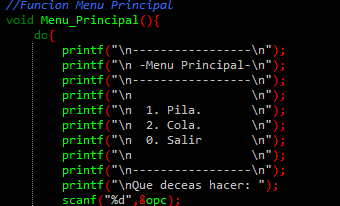 //Funcion Menu Principal
void Menu_Principal(){
do{
printf("\n-----------------\n");
printf("\n -Menu Principal-\n");
printf("\n-----------------\n");
printf("\n                 \n");
printf("\n  1. Pila.       \n");
printf("\n  2. Cola.       \n");
printf("\n  0. Salir       \n");
printf("\n                 \n");
printf("\n-----------------\n");
printf("\nQue deceas hacer: ");
scanf("%d",&opc);